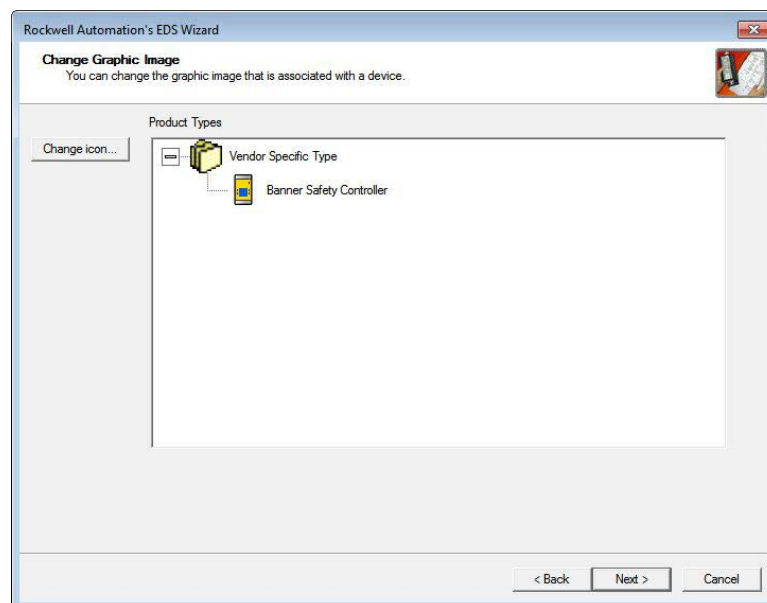 Rockwell Automation's EDS Wizard
Change Graphic Image
You can change the graphic image that is associated with a device.
Product Types
Change icon...
Vendor Specific Type
Banner Safety Controller
< Back
Next >
Cancel